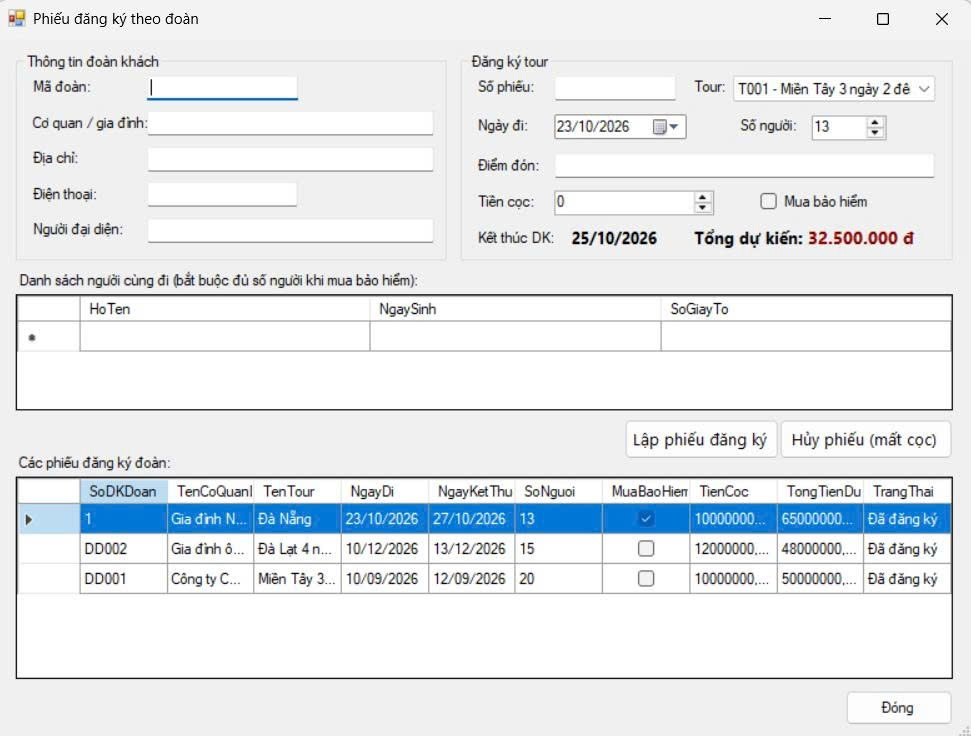 Phiếu đăng ký theo đoàn
Thông tin đoàn khách
Mã đoàn:
Cơ quan / gia đình:
Địa chỉ:
Điện thoại:
Người đại diện:
Đăng ký tour
Số phiếu: Tour: T001 - Miền Tây 3 ngày 2 đê
Ngày đi: 23/10/2026 Số người: 13
Điểm đón:
Tiền cọc: 0 Mua bảo hiểm
Kết thúc DK: 25/10/2026 Tổng dự kiến: 32.500.000 đ
Danh sách người cùng đi (bắt buộc đủ số người khi mua bảo hiểm):
HoTen NgaySinh SoGiayTo
Lập phiếu đăng ký Hủy phiếu (mất cọc)
Các phiếu đăng ký đoàn:
SoDKDoan TenCoQuanI TenTour NgayDi NgayKetThu SoNguoi MuaBaoHiem TienCoc TongTienDu TrangThai
1 Gia đình N... Đà Nẵng 23/10/2026 27/10/2026 13 10000000... 65000000... Đã đăng ký
DD002 Gia đình ô... Đà Lạt 4 n... 10/12/2026 13/12/2026 15 12000000,... 48000000,... Đã đăng ký
DD001 Công ty C... Miền Tây 3... 10/09/2026 12/09/2026 20 10000000,... 50000000,... Đã đăng ký
Đóng